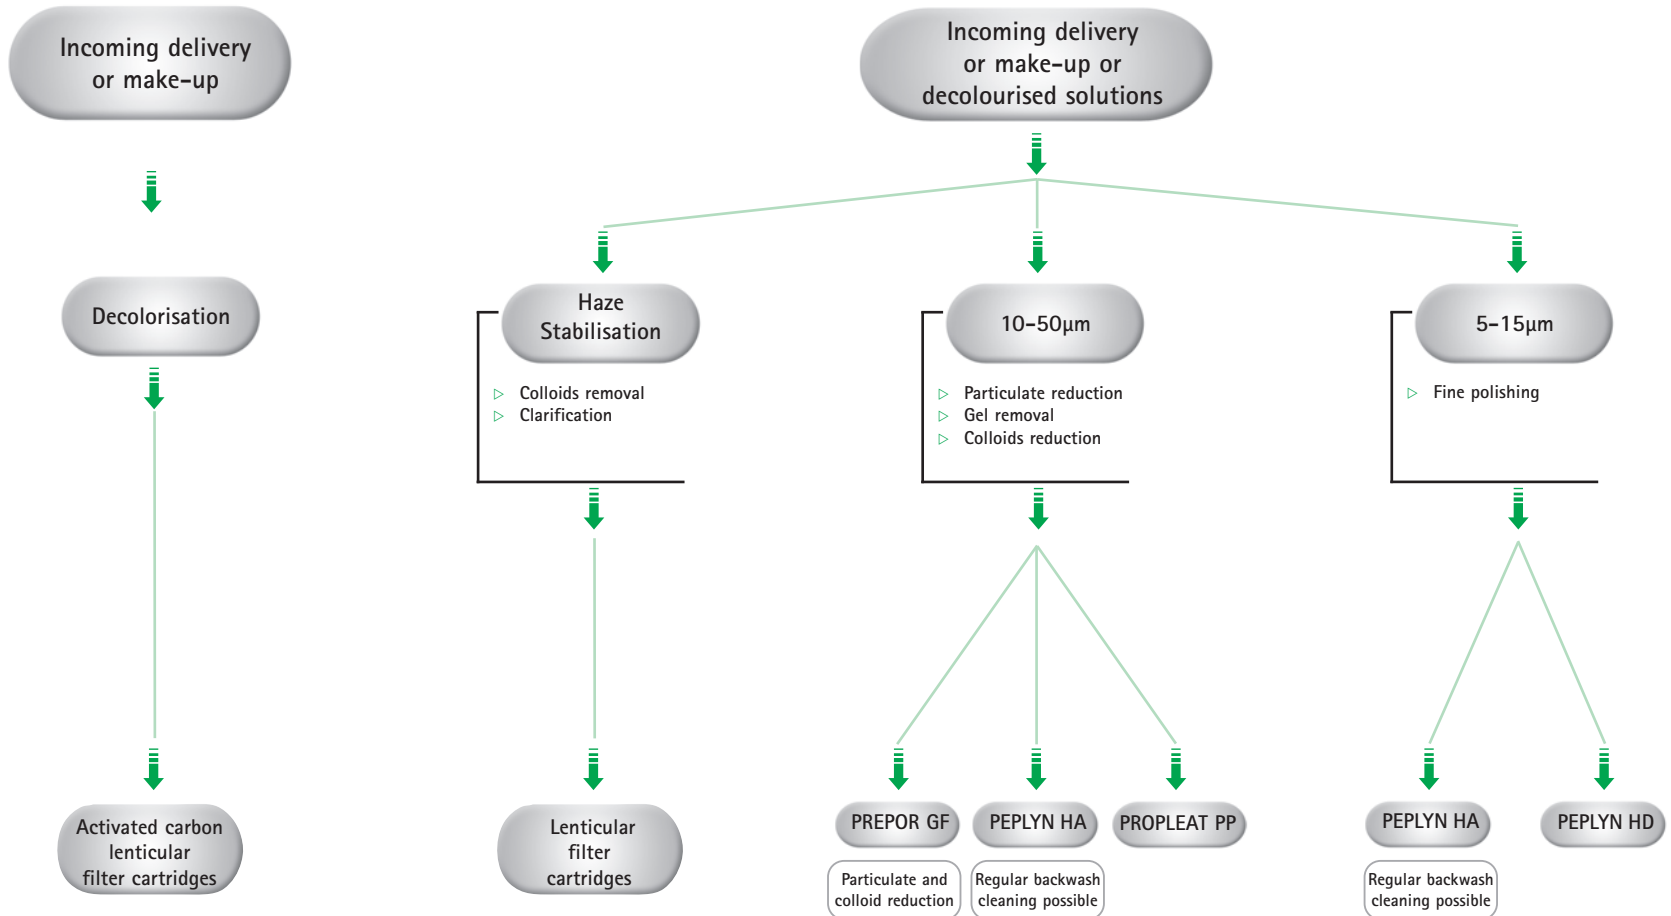 Incoming delivery
or make-up
Incoming delivery
or make-up or
decolourised solutions
Decolorisation
Haze
Stabilisation
10-50µm
5-15µm
Colloids removal
Clarification
Particulate reduction
Gel removal
Colloids reduction
Fine polishing
Activated carbon
lenticular
filter cartridges
Lenticular
filter
cartridges
PREPOR GF
PEPLYN HA
PROPLEAT PP
PEPLYN HA
PEPLYN HD
Particulate and
colloid reduction
Regular backwash
cleaning possible
Regular backwash
cleaning possible